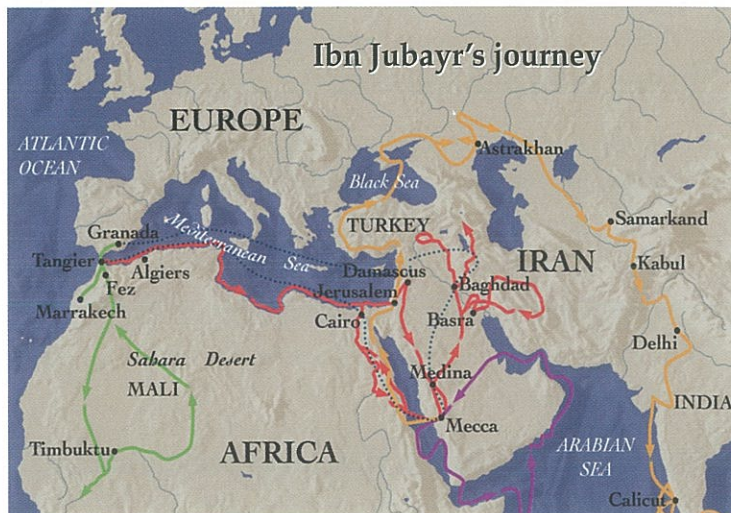 Ibn Jubayr's journey
EUROPE
ATLANTIC
OCEAN
Astrakhan
Black Sea
Samarkand
Granada
Mediterranean Sea
TURKEY
Tangier
Algiers
Damascus
IRAN
Kabul
Fez
Jerusalem
Baghdad
Marrakech
Cairo
Basra
Delhi
Sahara Desert
MALI
Medina
INDIA
Mecca
Timbuktu
AFRICA
ARABIAN
SEA
Calicut